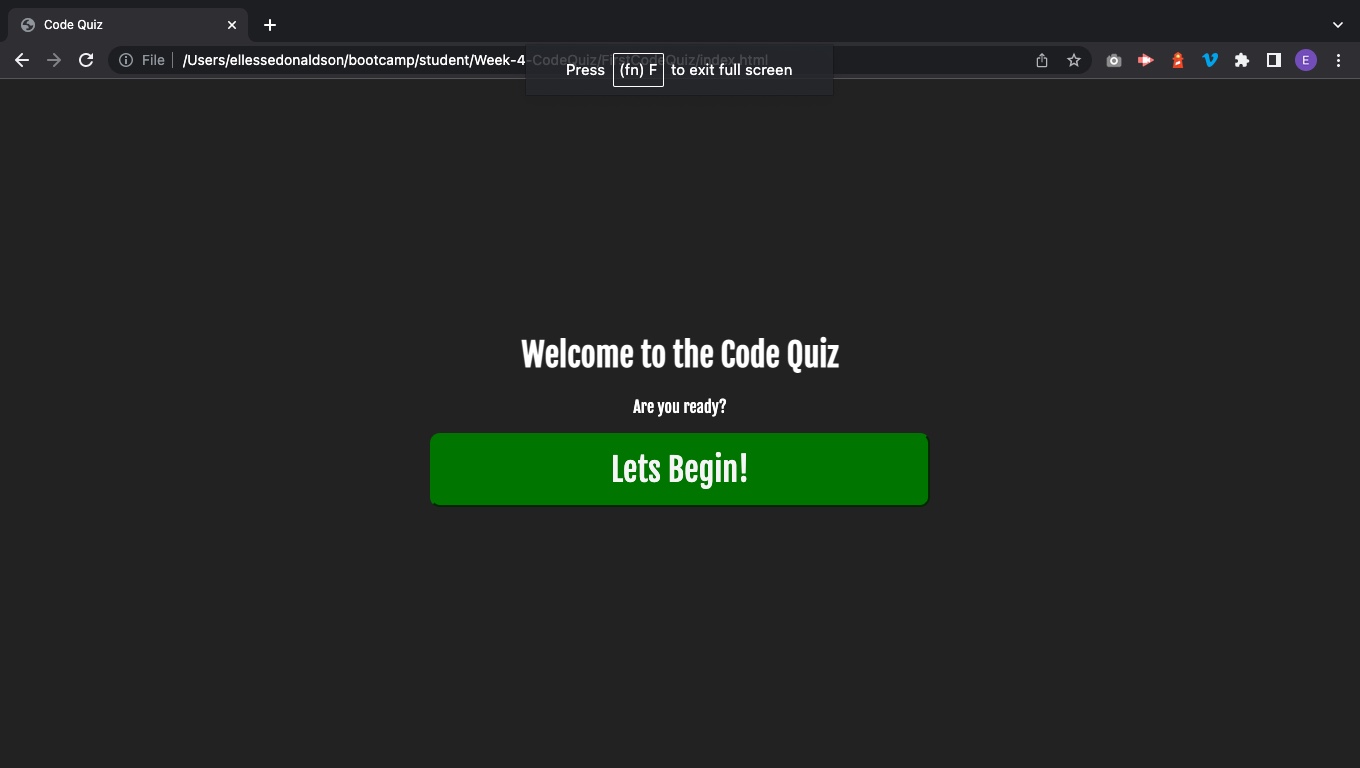 Code Quiz
File /Users/ellessedonaldson/bootcamp/student/Week-4-CodeQuiz/FirstCodeQuiz/index.html
E
Press (fn) F to exit full screen
Welcome to the Code Quiz
Are you ready?
Lets Begin!